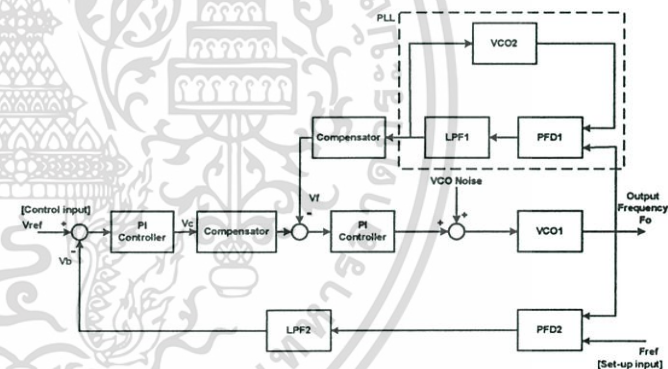 PLL
VCO2
Compensator
LPF1
PFD1
VCO Noise
Output
Frequency
Fo
[Control input]
Vref
+
-
Vb
PI
Controller
Vc
Compensator
Vf
-
PI
Controller
+
+
VCO1
LPF2
PFD2
Fref
[Set-up input]